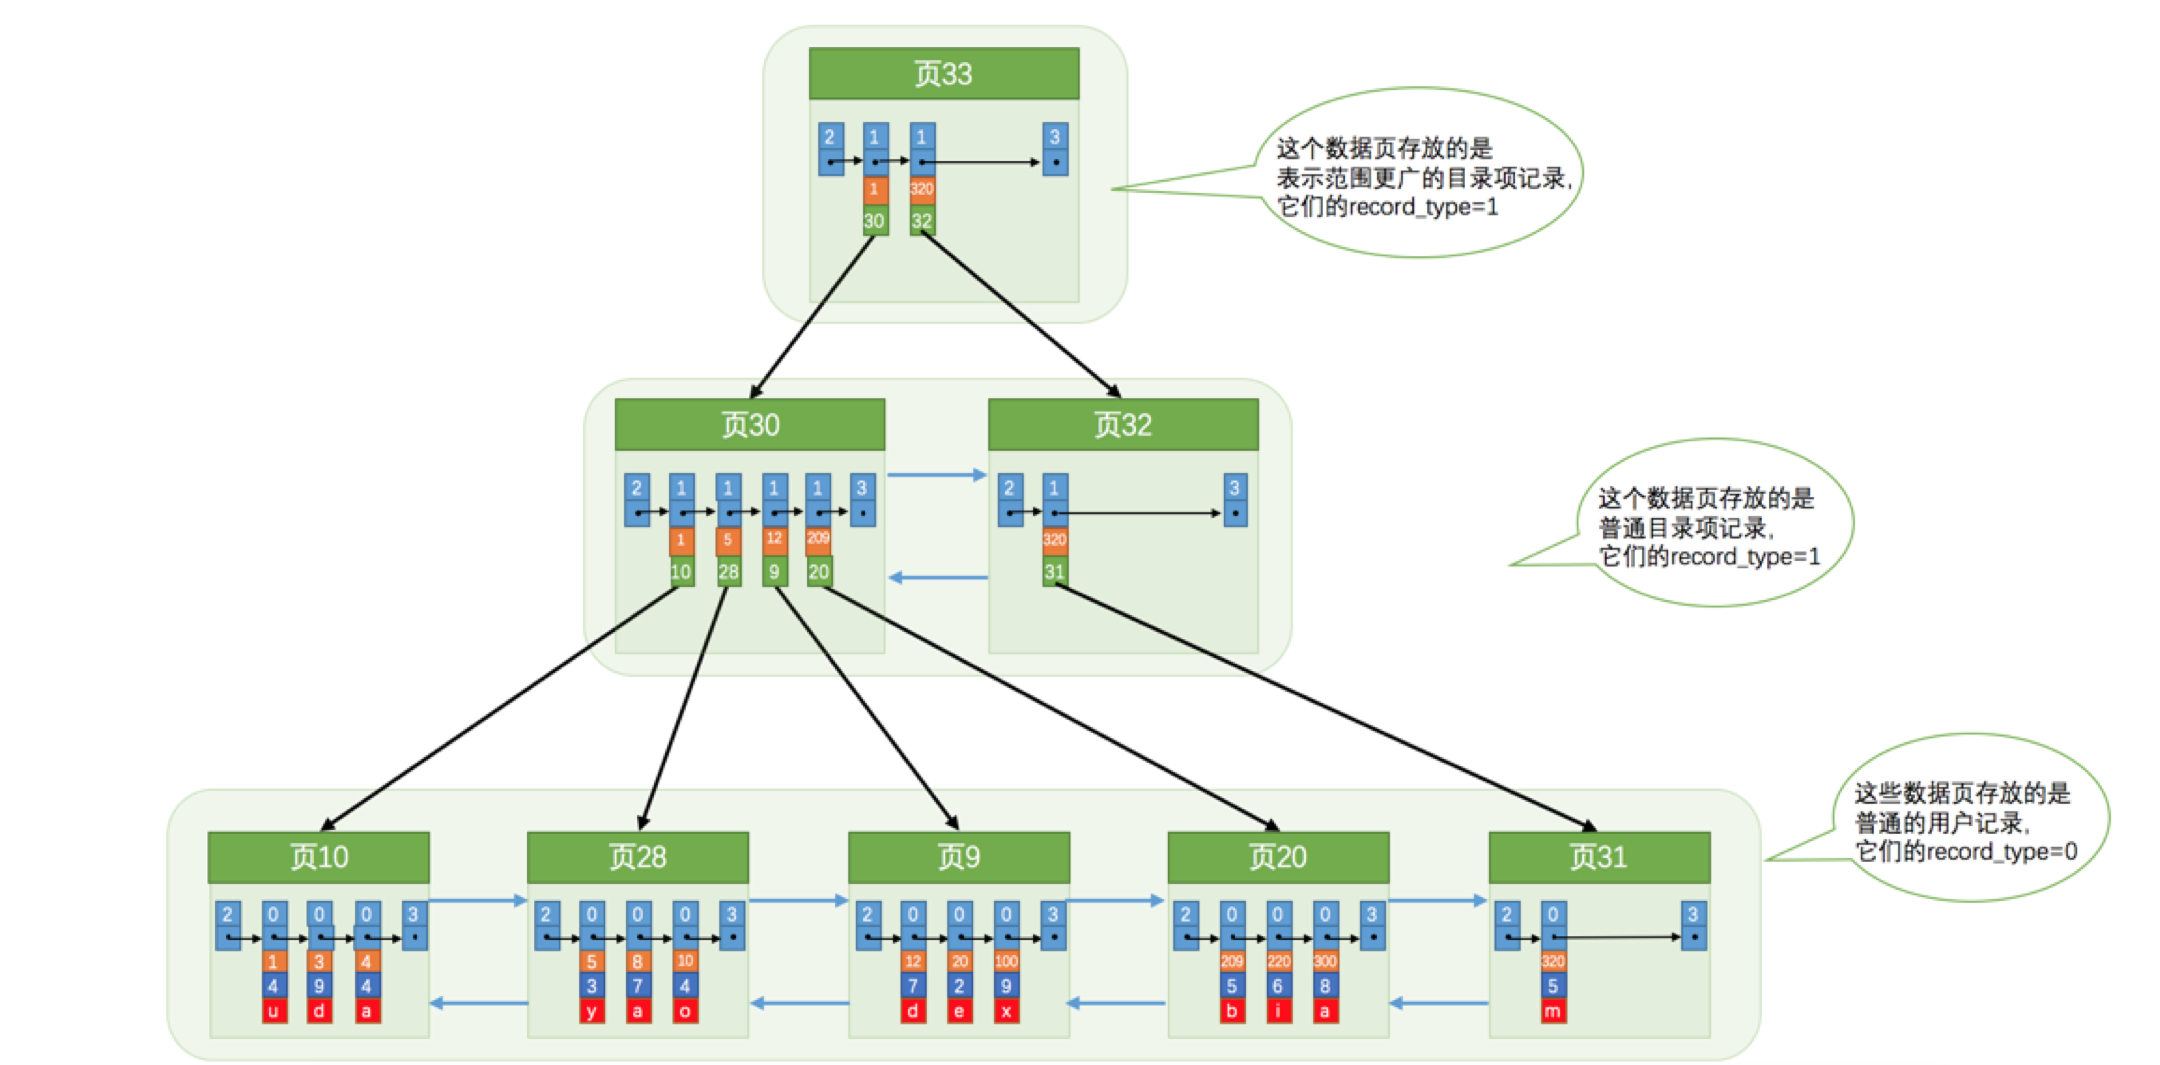 页33
2 1 1 3
1 320
30 32
这个数据页存放的是
表示范围更广的目录项记录,
它们的record_type=1
页30
2 1 1 1 1 3
1 5 12 209
10 28 9 20
页32
2 1 3
320
31
这个数据页存放的是
普通目录项记录,
它们的record_type=1
页10
2 0 0 0 3
1 3 4
4 9 4
u d a
页28
2 0 0 0 3
5 8 10
3 7 4
y a o
页9
2 0 0 0 3
12 20 100
7 2 9
d e x
页20
2 0 0 0 3
209 220 300
5 6 8
b i a
页31
2 0 3
320
5
m
这些数据页存放的是
普通的用户记录,
它们的record_type=0